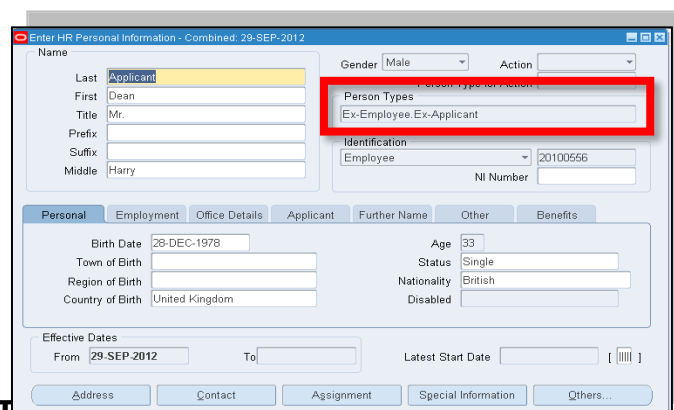 Enter HR Personal Information - Combined: 29-SEP-2012
Name
Last Applicant
First Dean
Title Mr.
Prefix
Suffix
Middle Harry
Gender Male Action
Person Type for Action
Person Types
Ex-Employee.Ex-Applicant
Identification
Employee 20100556
NI Number
Personal Employment Office Details Applicant Further Name Other Benefits
Birth Date 28-DEC-1978 Age 33
Town of Birth Status Single
Region of Birth Nationality British
Country of Birth United Kingdom Disabled
Effective Dates
From 29-SEP-2012 To Latest Start Date [ ]
Address Contact Assignment Special Information Others...